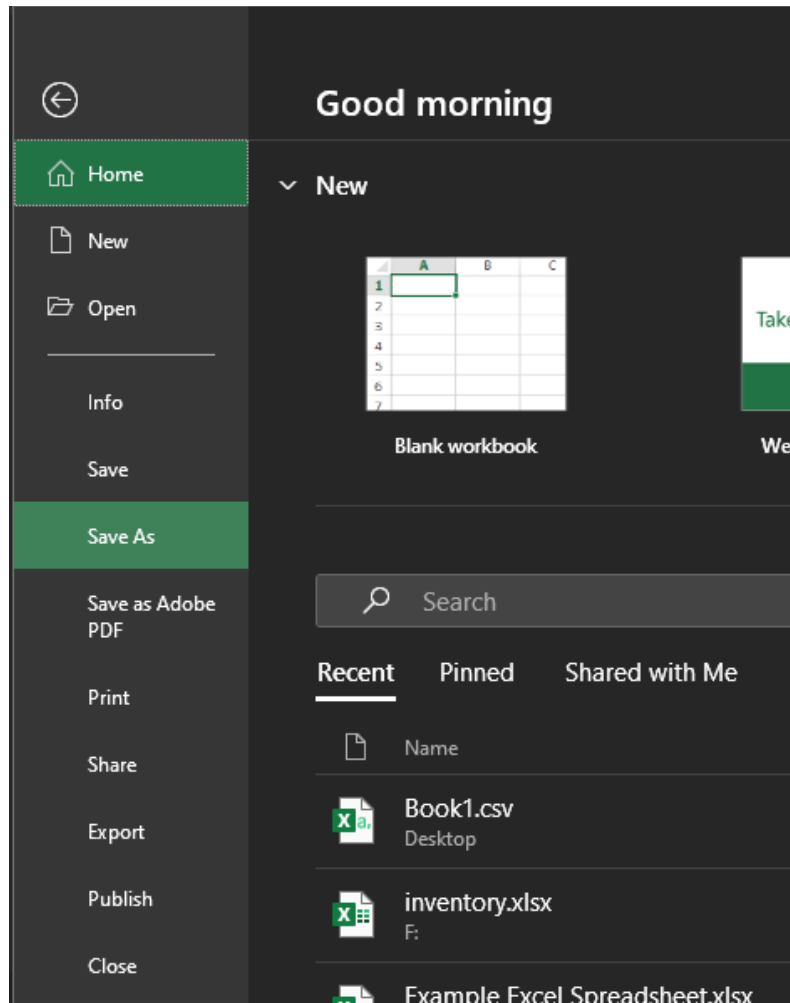 Good morning
Home
New
New
Open
A B C
1
2
3
4
5
6
7
Take
Info
Blank workbook
We
Save
Save As
Search
Save as Adobe
PDF
Recent Pinned Shared with Me
Print
Name
Share
Book1.csv
Desktop
Export
Publish
inventory.xlsx
F:
Close
Example Excel Spreadsheet.xlsx